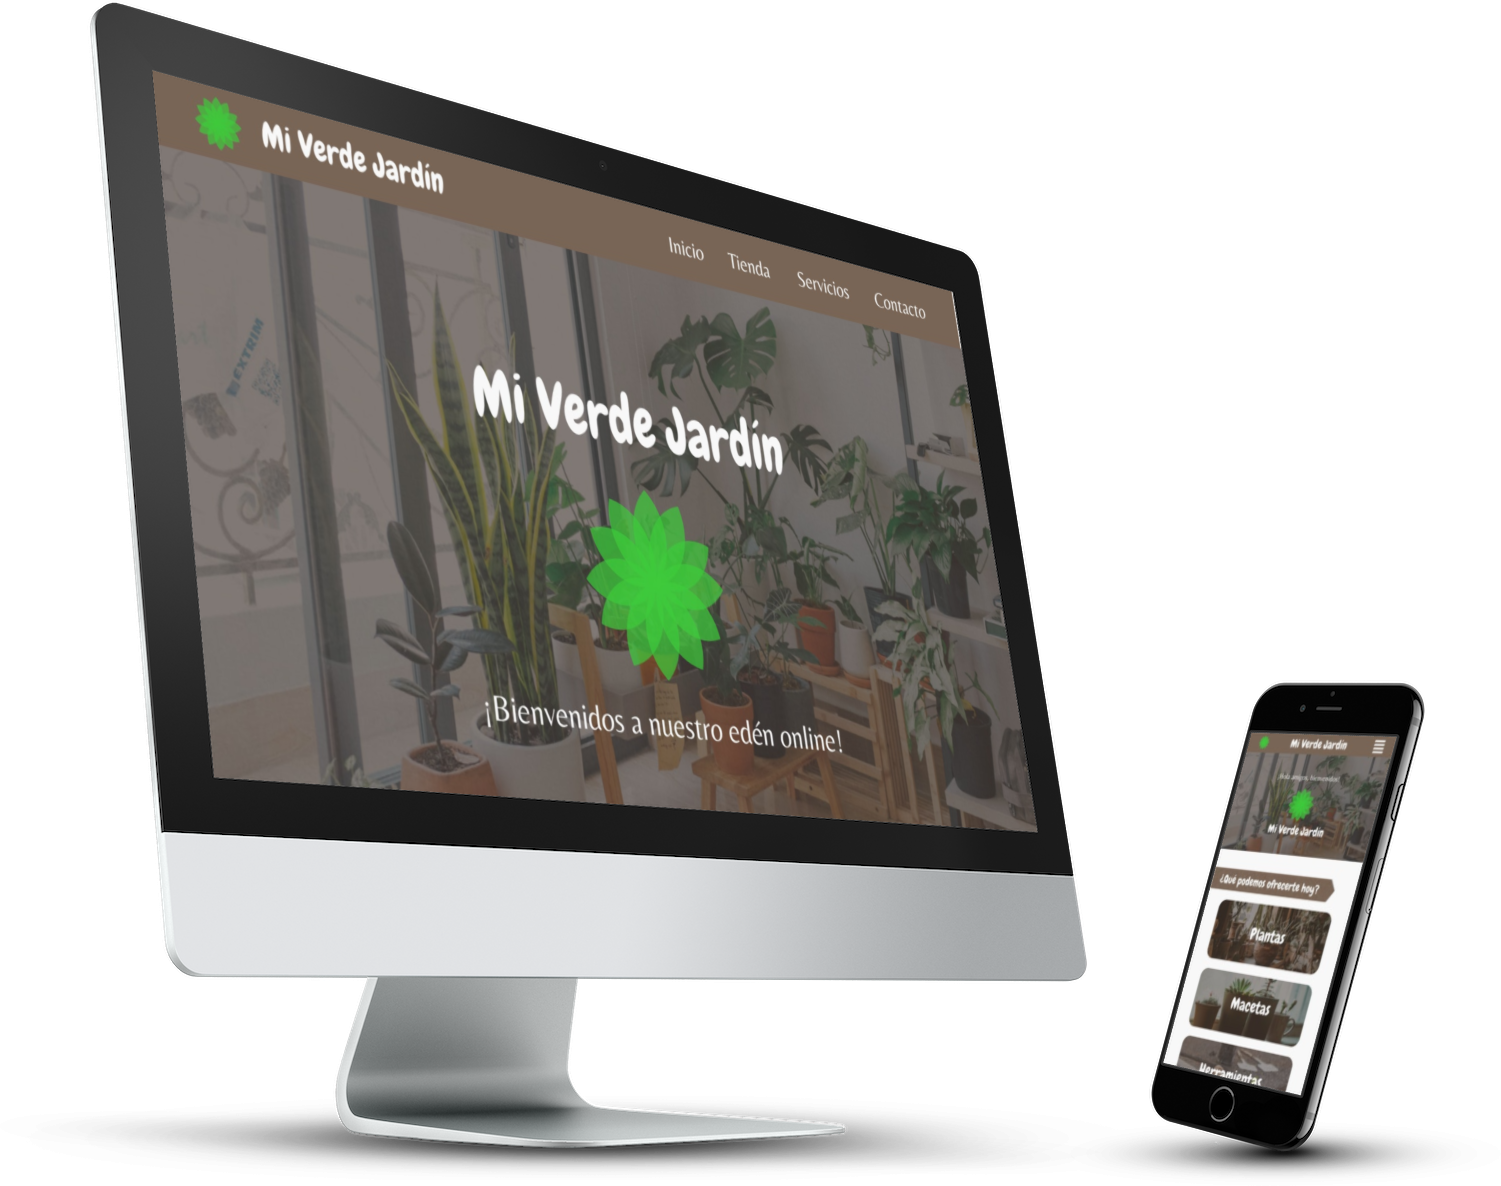 Mi Verde Jardín
Inicio Tienda Servicios Contacto
EXTRIM
Mi Verde Jardín
¡Bienvenidos a nuestro edén online!
Mi Verde Jardín
Mi Verde Jardín
¿Qué podemos ofrecerte hoy?
Plantas
Macetas
Herramientas